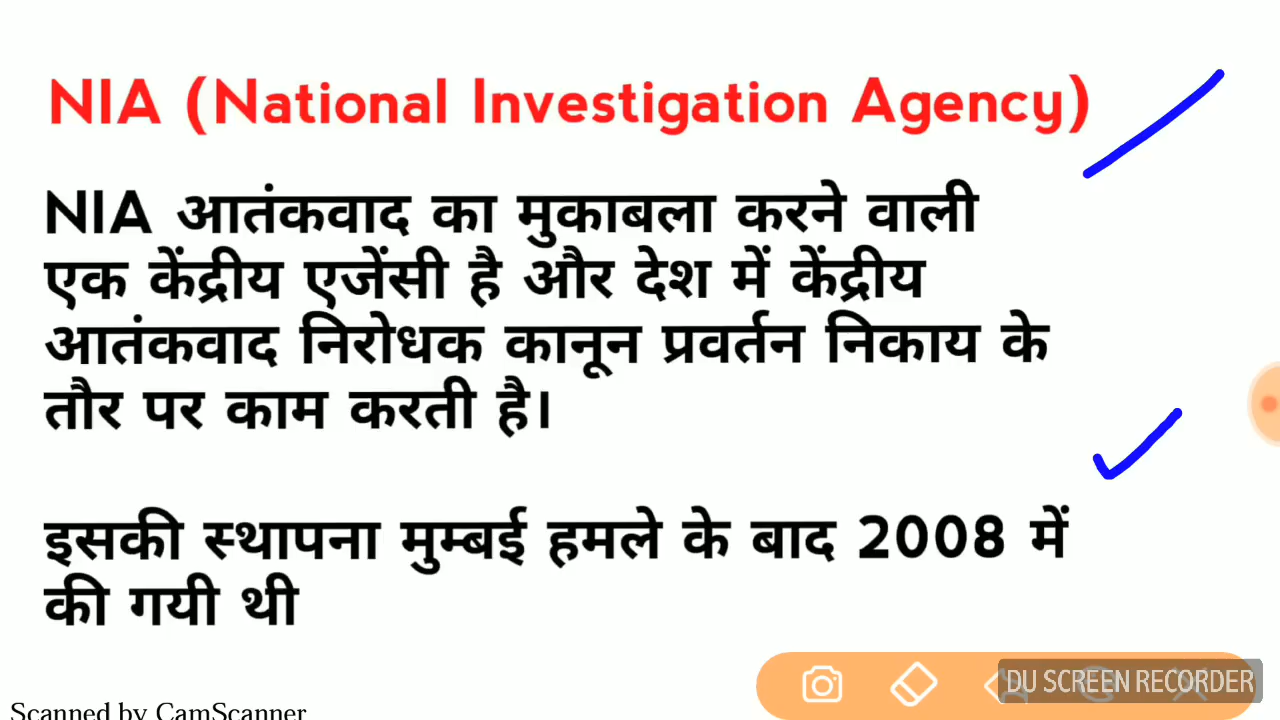 NIA (National Investigation Agency)
NIA आतंकवाद का मुकाबला करने वाली
एक केंद्रीय एजेंसी है और देश में केंद्रीय
आतंकवाद निरोधक कानून प्रवर्तन निकाय के
तौर पर काम करती है।
इसकी स्थापना मुम्बई हमले के बाद 2008 में
की गयी थी
DU SCREEN RECORDER
Scanned by CamScanner